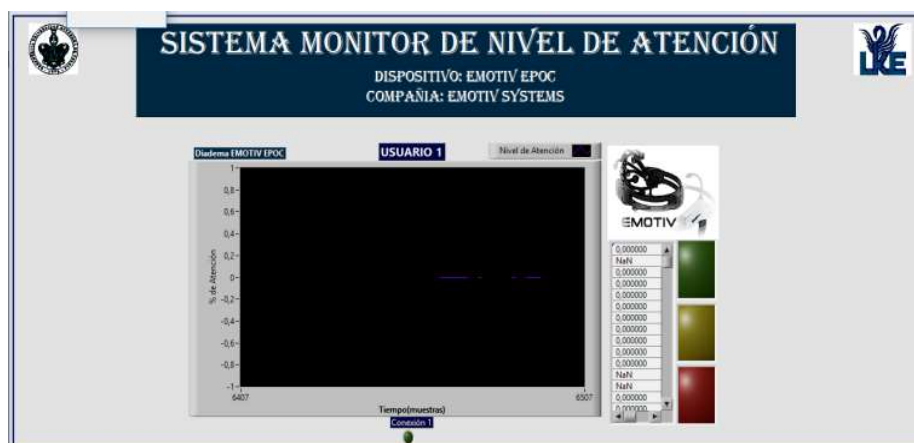 SISTEMA MONITOR DE NIVEL DE ATENCIÓN
DISPOSITIVO: EMOTIV EPOC
COMPAÑIA: EMOTIV SYSTEMS
LKE
Diadema EMOTIV EPOC
USUARIO 1
Nivel de Atención
EMOTIV
% de Atención
1
0,8
0,6
0,4
0,2
0
-0,2
-0,4
-0,6
-0,8
-1
6407
6507
Tiempo(muestras)
Conexión 1
0,000000
NaN
0,000000
0,000000
0,000000
0,000000
0,000000
0,000000
0,000000
0,000000
0,000000
NaN
NaN
0,000000
0,000000